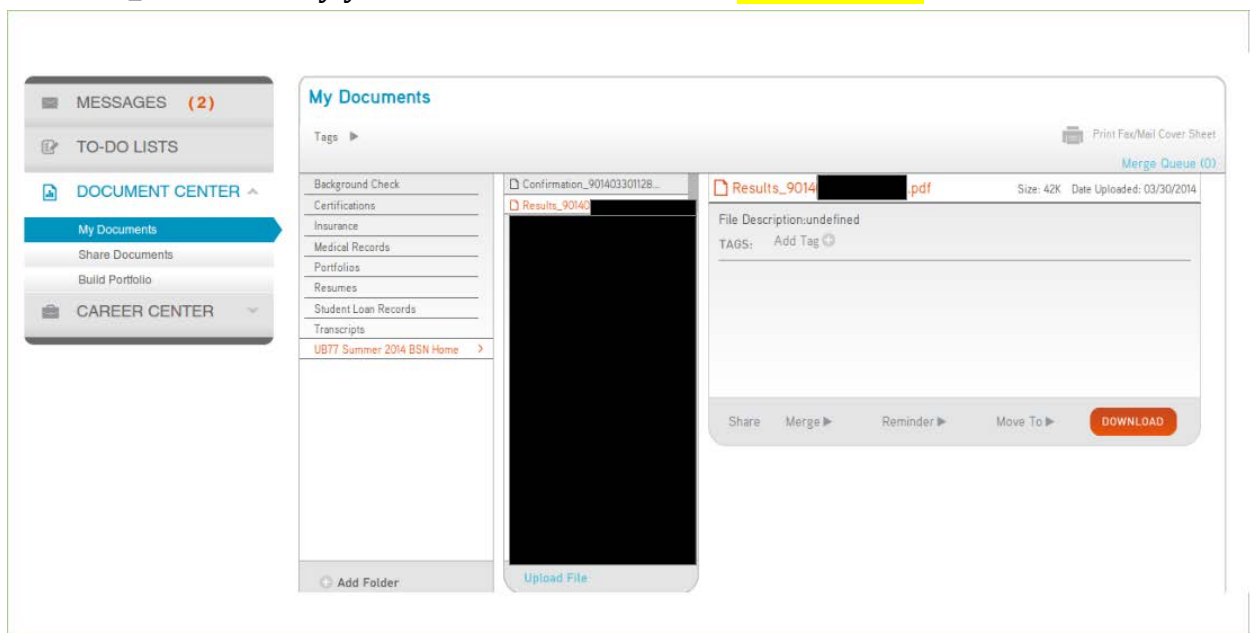 MESSAGES (2)
TO-DO LISTS
DOCUMENT CENTER
My Documents
Share Documents
Build Portfolio
CAREER CENTER
My Documents
Tags
Print Fax/Mail Cover Sheet
Merge Queue (0)
Background Check
Certifications
Insurance
Medical Records
Portfolios
Resumes
Student Loan Records
Transcripts
UB77 Summer 2014 BSN Home
Add Folder
Confirmation_901403301128...
Results_90140
Upload File
Results_9014 .pdf Size: 42K Date Uploaded: 03/30/2014
File Description:undefined
TAGS: Add Tag
Share Merge Reminder Move To DOWNLOAD